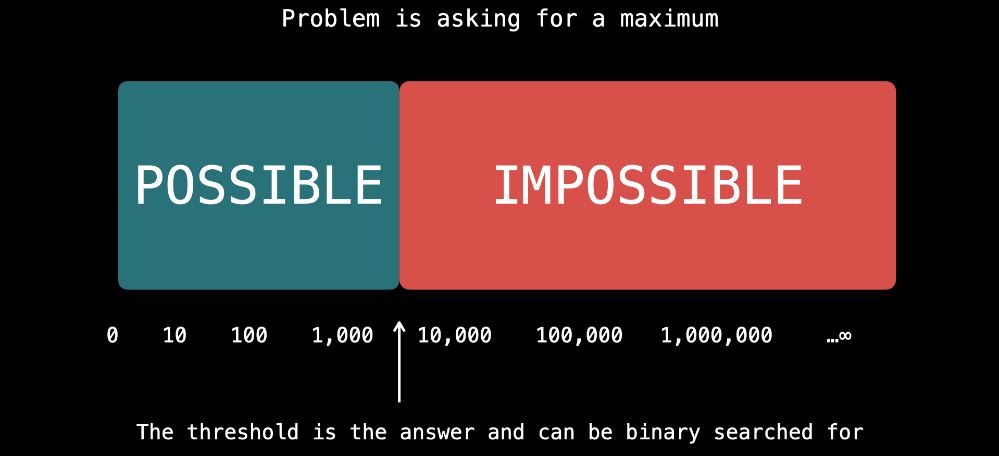 Problem is asking for a maximum
POSSIBLE IMPOSSIBLE
0 10 100 1,000 10,000 100,000 1,000,000 …∞
The threshold is the answer and can be binary searched for